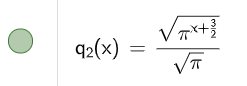 q₂(x) = √(π^(x+3/2)) / √π